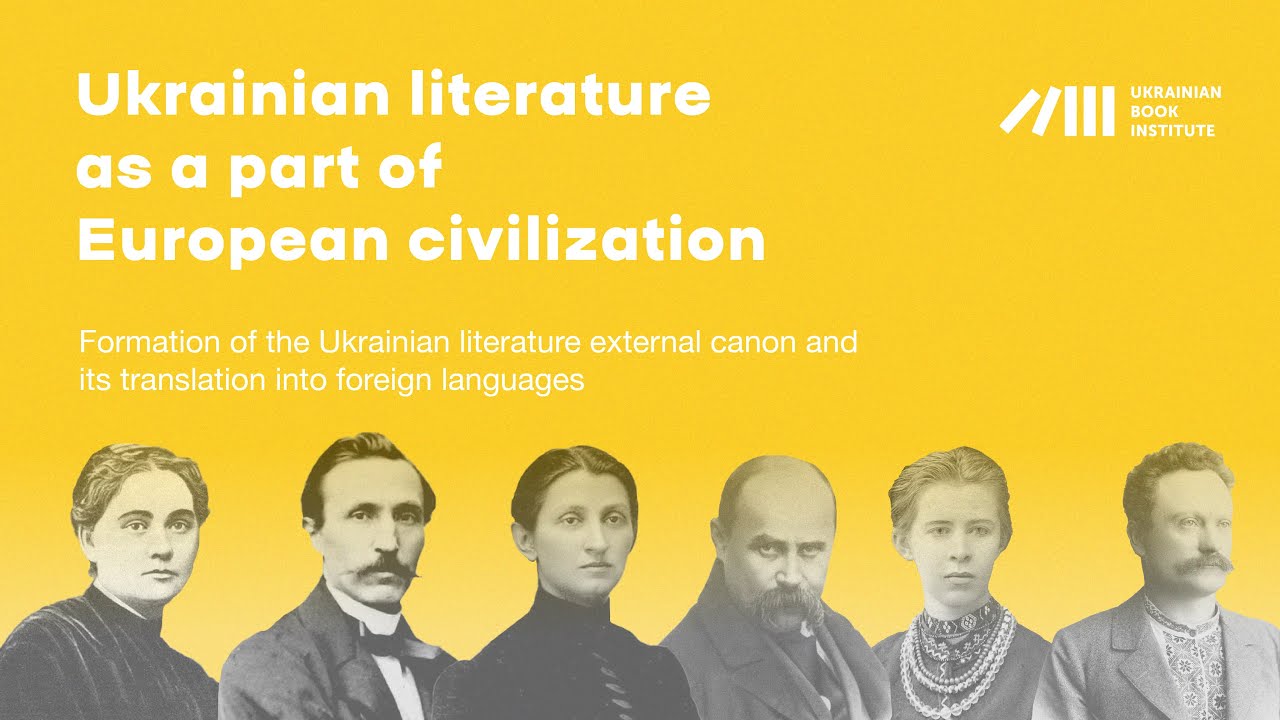 Ukrainian literature
as a part of
European civilization
UKRAINIAN
BOOK
INSTITUTE
Formation of the Ukrainian literature external canon and
its translation into foreign languages